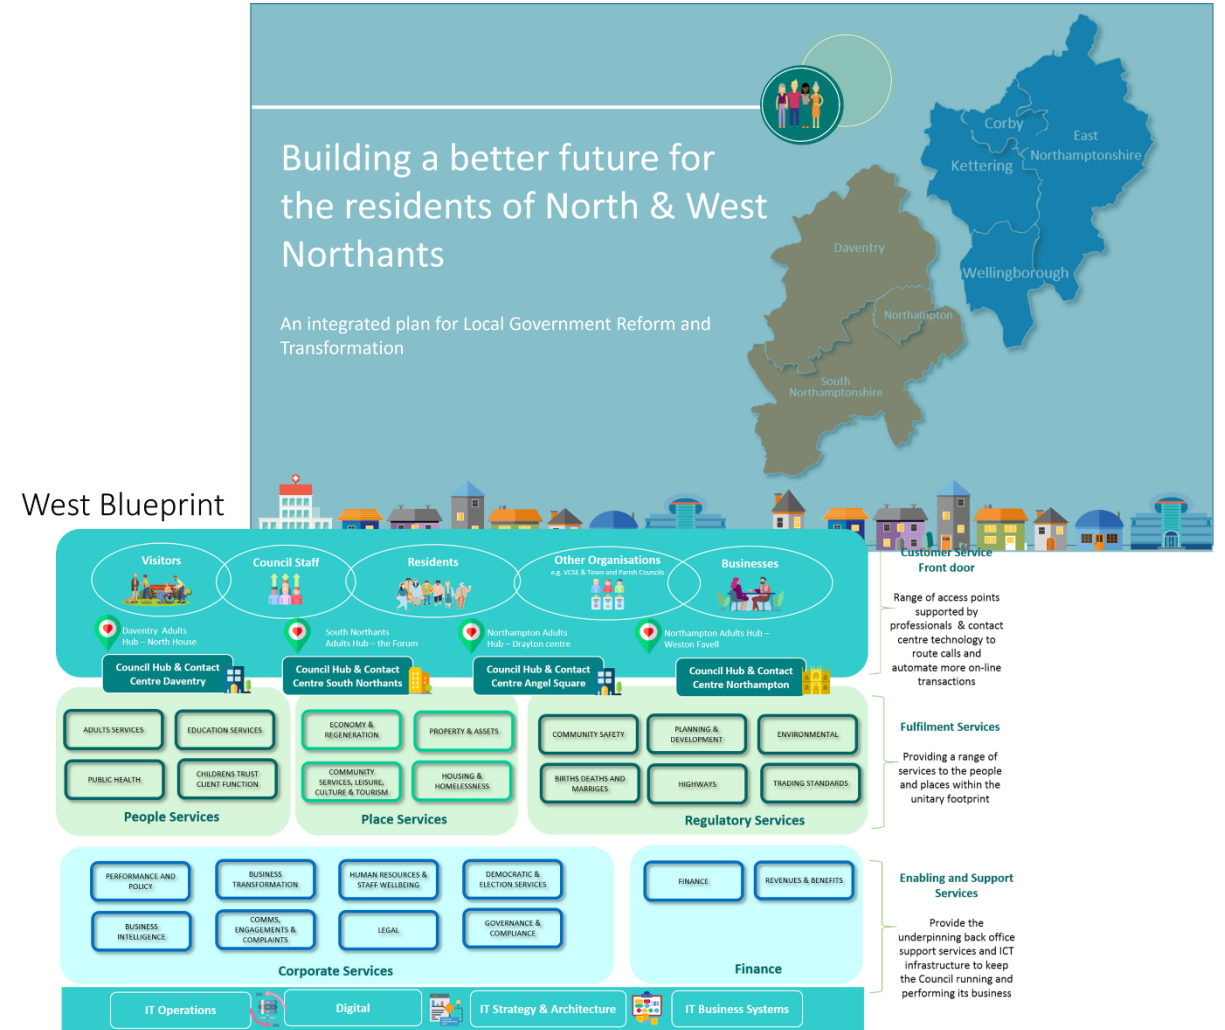 Building a better future for
the residents of North & West
Northants
An integrated plan for Local Government Reform and
Transformation
Corby
East
Northamptonshire
Kettering
Daventry
Wellingborough
Northampton
South
Northamptonshire
West Blueprint
Visitors
Council Staff
Residents
Other Organisations
e.g. VCSE & Town and Parish Councils
Businesses
Daventry Adults
Hub – North House
South Northants
Adults Hub – the Forum
Northampton Adults
Hub – Drayton centre
Northampton Adults Hub –
Weston Favell
Council Hub & Contact
Centre Daventry
Council Hub & Contact
Centre South Northants
Council Hub & Contact
Centre Angel Square
Council Hub & Contact
Centre Northampton
Customer Service
Front door
Range of access points
supported by
professionals & contact
centre technology to
route calls and
automate more on-line
transactions
ADULTS SERVICES
EDUCATION SERVICES
PUBLIC HEALTH
CHILDRENS TRUST
CLIENT FUNCTION
People Services
ECONOMY &
REGENERATION
PROPERTY & ASSETS
COMMUNITY
SERVICES, LEISURE,
CULTURE & TOURISM
HOUSING &
HOMELESSNESS
Place Services
COMMUNITY SAFETY
PLANNING &
DEVELOPMENT
ENVIRONMENTAL
BIRTHS DEATHS AND
MARRIGES
HIGHWAYS
TRADING STANDARDS
Regulatory Services
Fulfilment Services
Providing a range of
services to the people
and places within the
unitary footprint
PERFORMANCE AND
POLICY
BUSINESS
TRANSFORMATION
HUMAN RESOURCES &
STAFF WELLBEING
DEMOCRATIC &
ELECTION SERVICES
BUSINESS
INTELLIGENCE
COMMS,
ENGAGEMENTS &
COMPLAINTS
LEGAL
GOVERNANCE &
COMPLIANCE
Corporate Services
FINANCE
REVENUES & BENEFITS
Finance
Enabling and Support
Services
Provide the
underpinning back office
support services and ICT
infrastructure to keep
the Council running and
performing its business
IT Operations
Digital
IT Strategy & Architecture
IT Business Systems